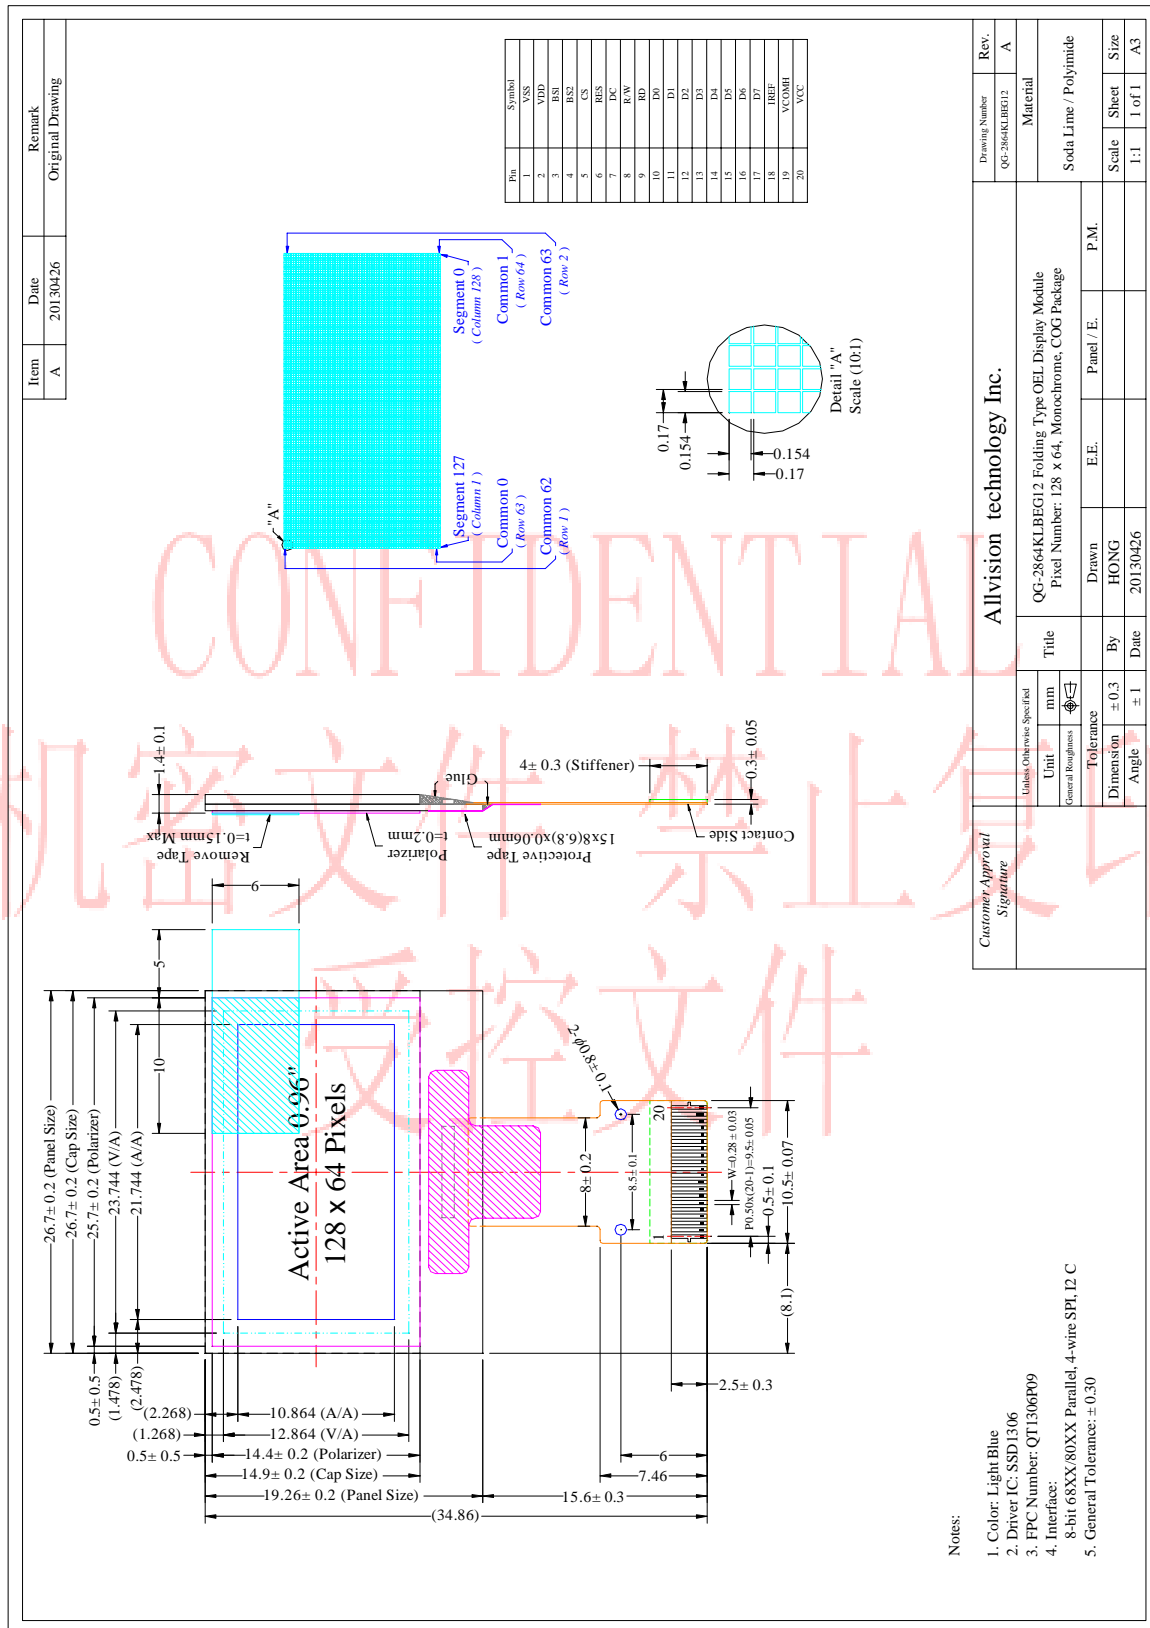 Item Date Remark
A 20130426 Original Drawing
26.7± 0.2 (Panel Size)
26.7± 0.2 (Cap Size)
25.7± 0.2 (Polarizer)
23.744 (V/A)
21.744 (A/A)
0.5± 0.5
(1.478)
(2.478)
10
5
6
Active Area 0.96"
128 x 64 Pixels
(2.268)
10.864 (A/A)
(1.268)
12.864 (V/A)
0.5± 0.5
14.4± 0.2 (Polarizer)
14.9± 0.2 (Cap Size)
19.26± 0.2 (Panel Size)
15.6± 0.3
(34.86)
2.5± 0.3
6
7.46
2-φ0.8± 0.1
8± 0.2
8.5± 0.1
1
20
W=0.28± 0.03
P0.50x(20-1)=9.5± 0.05
0.5± 0.1
10.5± 0.07
(8.1)
1.4± 0.1
Remove Tape
t=0.15mm Max
Polarizer
t=0.2mm
Protective Tape
15x8(6.8)x0.06mm
Glue
4± 0.3 (Stiffener)
0.3± 0.05
Contact Side
"A"
Segment 127
( Column 1 )
Common 0
( Row 63 )
Common 62
( Row 1 )
Segment 0
( Column 128 )
Common 1
( Row 64 )
Common 63
( Row 2 )
0.17
0.154
0.154
0.17
Detail "A"
Scale (10:1)
Pin Symbol
1 VSS
2 VDD
3 BS1
4 BS2
5 CS
6 RES
7 DC
8 R/W
9 RD
10 D0
11 D1
12 D2
13 D3
14 D4
15 D5
16 D6
17 D7
18 IREF
19 VCOMH
20 VCC
Notes:
1. Color: Light Blue
2. Driver IC: SSD1306
3. FPC Number: QT1306P09
4. Interface:
8-bit 68XX/80XX Parallel, 4-wire SPI, I2 C
5. General Tolerance: ± 0.30
Customer Approval
Signature
Allvision technology Inc.
Drawing Number Rev.
QG-2864KLBEG12 A
Unless Otherwise Specified
Unit mm
General Roughness
Tolerance
Dimension ± 0.3
Angle ± 1
Title
QG-2864KLBEG12 Folding Type OEL Display Module
Pixel Number: 128 x 64, Monochrome, COG Package
Material
Soda Lime / Polyimide
By Drawn E.E. Panel / E. P.M.
HONG
Date 20130426
Scale Sheet Size
1:1 1 of 1 A3
CONFIDENTIAL
机密文件 禁止复印
受控文件